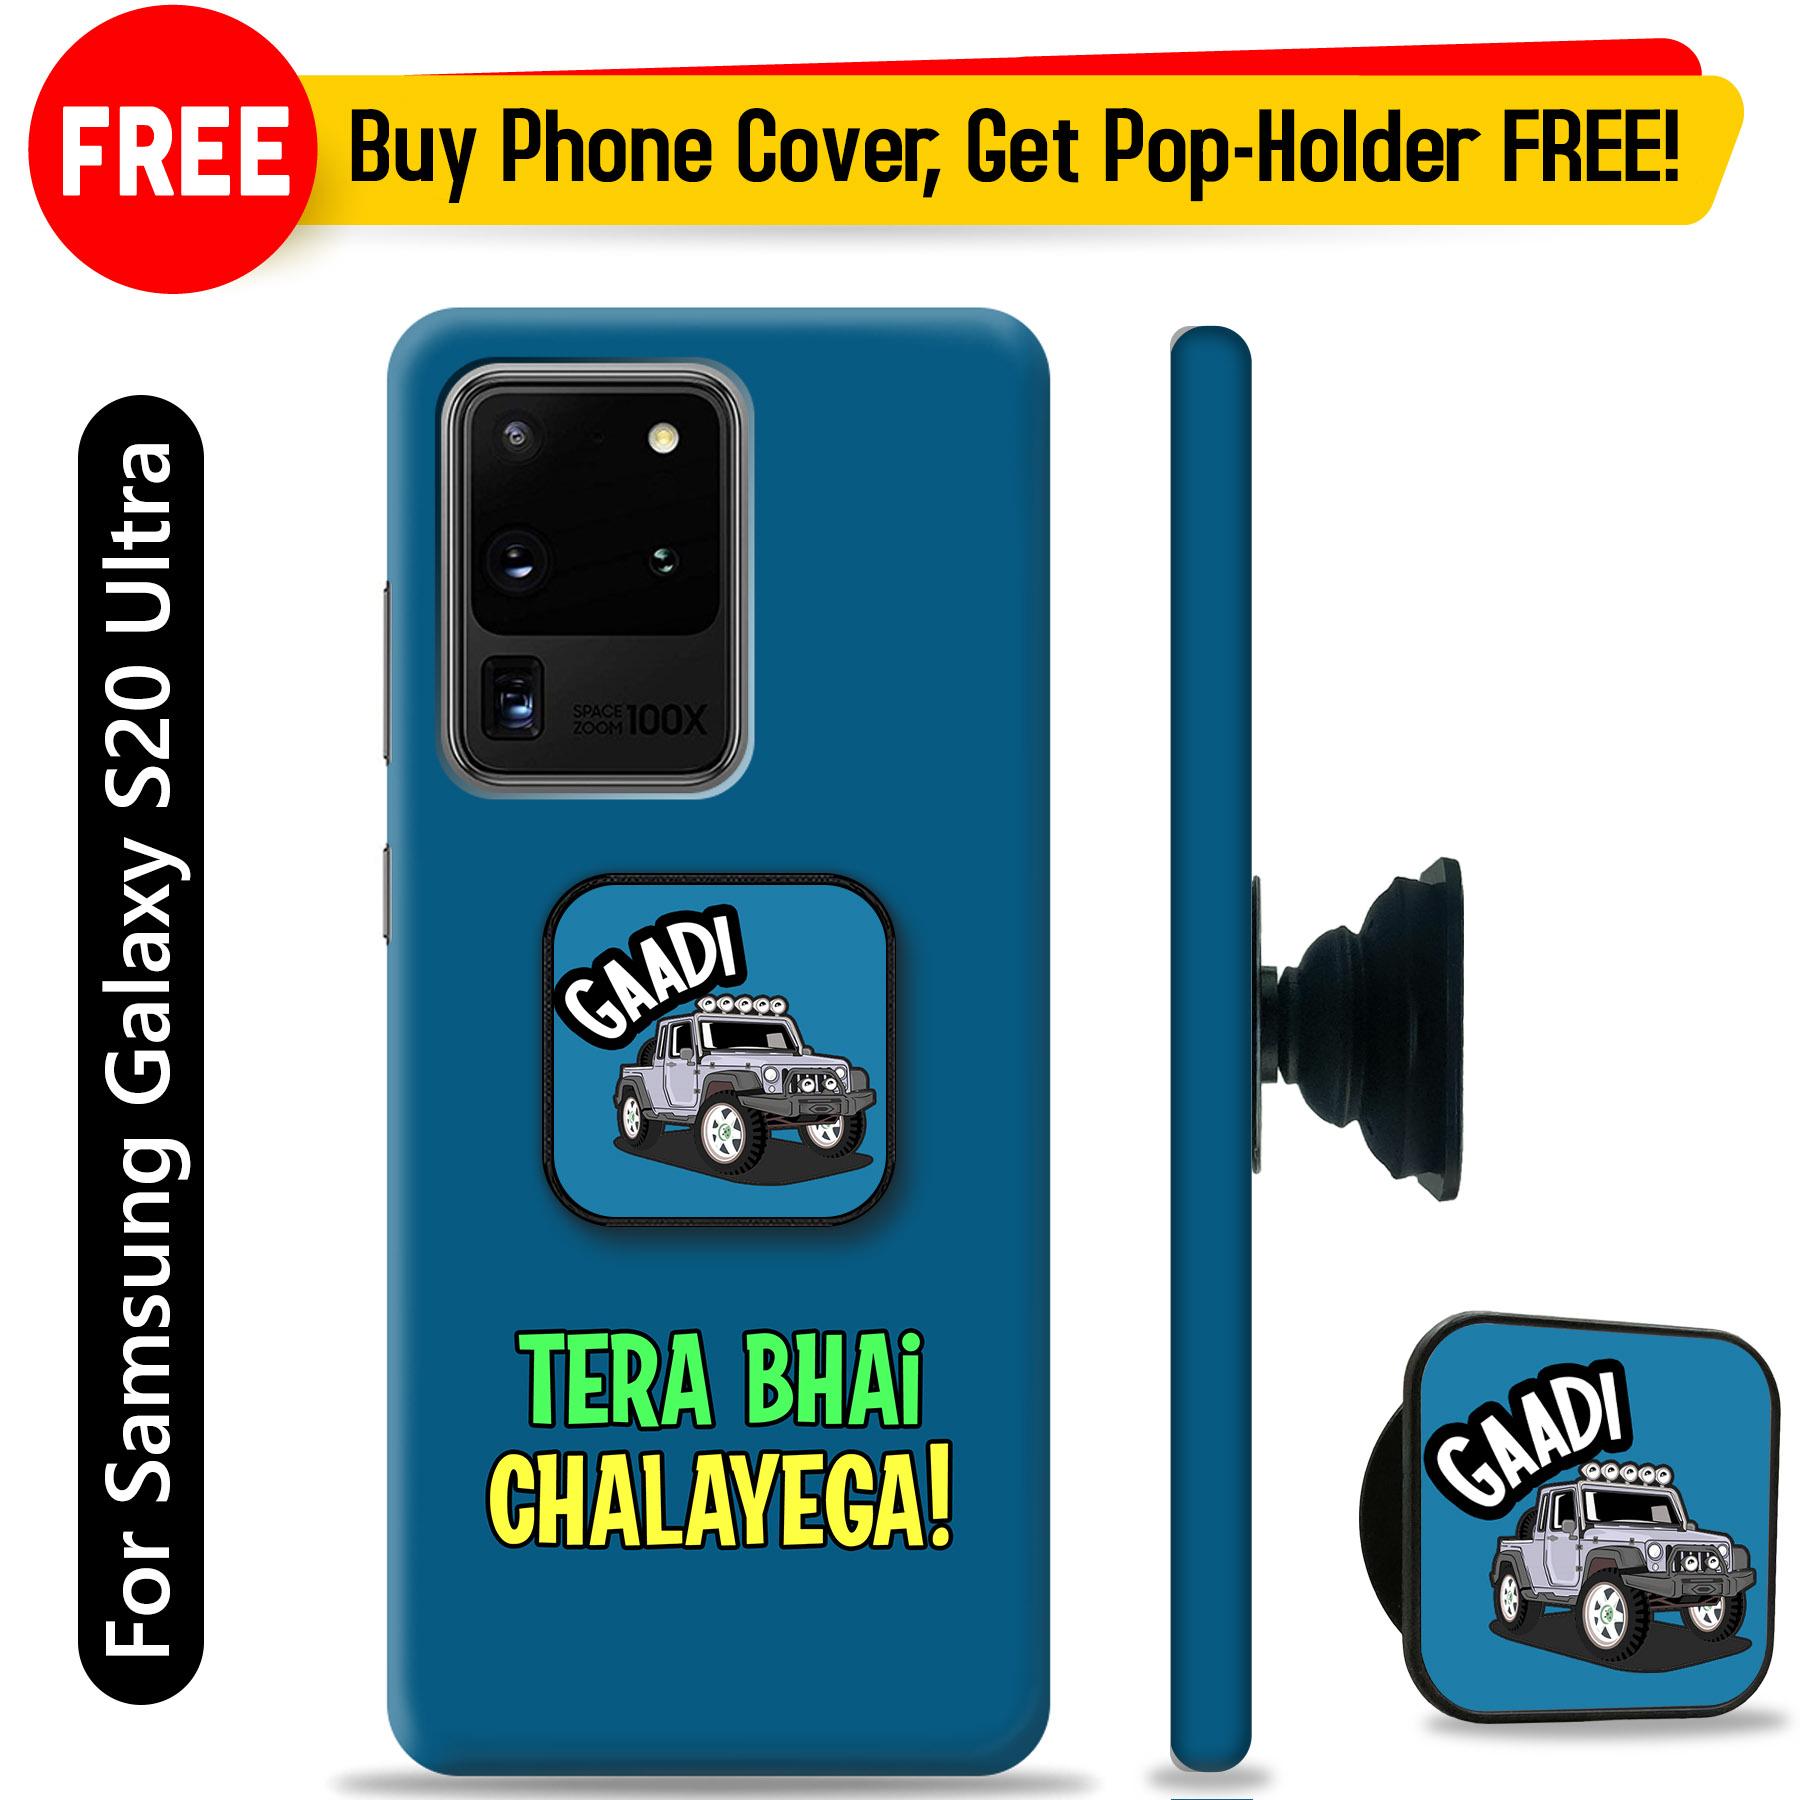 FREE
Buy Phone Cover, Get Pop-Holder FREE!
For Samsung Galaxy S20 Ultra
SPACE
ZOOM 100X
GAADI
TERA BHAi
CHALAYEGA!
GAADI